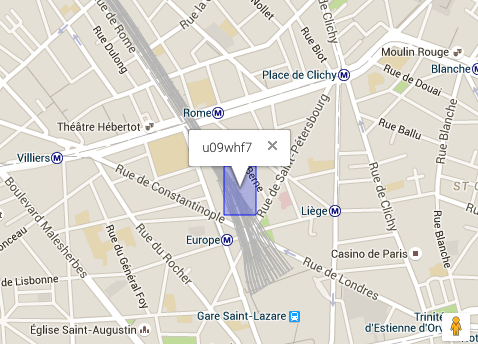 Rue de Rome
Rue la
Rue de Clichy
Rue Dulong
Rue Biot
Moulin Rouge
Place de Clichy
Blanche
Rue de Douai
Rome
Théâtre Hébertot
Rue Ballu
Rue Blanche
u09whf7
Villiers
Rue de Saint-Pétersbourg
Berne
Rue de Constantinople
ST
Boulevard Malesherbes
Liège
Rue de Clichy
Rue Blanche
onceau
Rue du Général Foy
Rue du Rocher
Europe
Casino de Paris
de Lisbonne
Rue de Londres
Gare Saint-Lazare
Trinité
d'Estienne d'Orv
Église Saint-Augustin